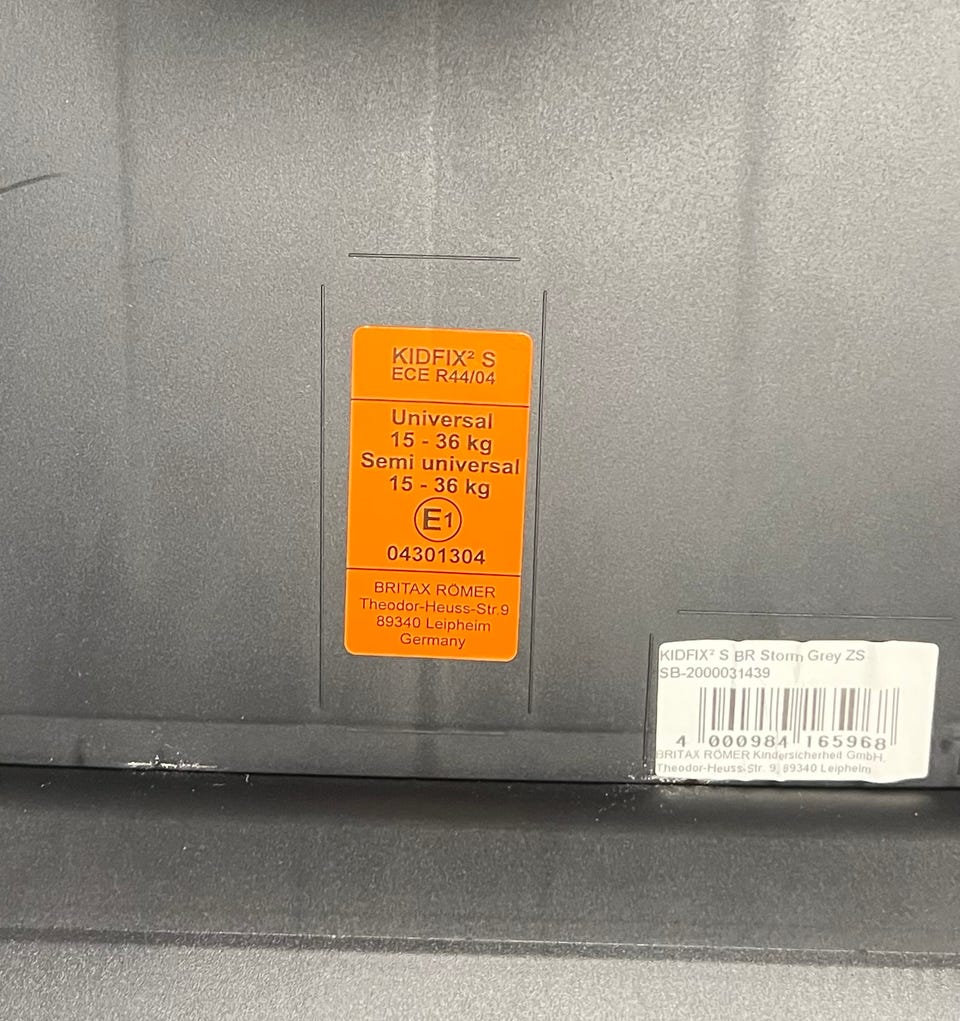 KIDFIX² S
ECE R44/04
Universal
15 - 36 kg
Semi universal
15 - 36 kg
E1
04301304
BRITAX RÖMER
Theodor-Heuss-Str.9
89340 Leipheim
Germany
KIDFIX² S BR Storm Grey ZS
SB-2000031439
4 000984 165968
BRITAX RÖMER Kindersicherheit GmbH,
Theodor-Heuss-Str. 9, 89340 Leipheim